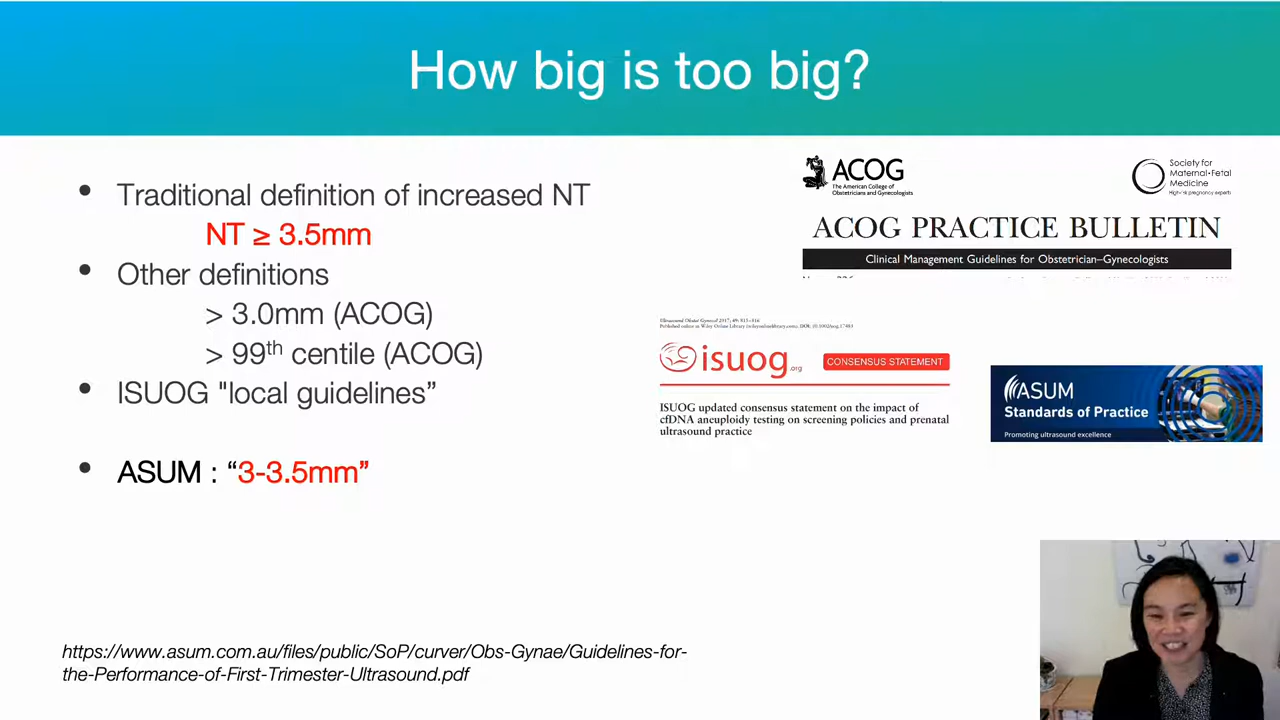 How big is too big?
• Traditional definition of increased NT
NT ≥ 3.5mm
• Other definitions
> 3.0mm (ACOG)
> 99th centile (ACOG)
• ISUOG "local guidelines”
• ASUM : “3-3.5mm”
https://www.asum.com.au/files/public/SoP/curver/Obs-Gynae/Guidelines-for-
the-Performance-of-First-Trimester-Ultrasound.pdf
ACOG
The American College of
Obstetricians and Gynecologists
Society for
Maternal-Fetal
Medicine
High-risk pregnancy experts
ACOG PRACTICE BULLETIN
Clinical Management Guidelines for Obstetrician–Gynecologists
isuog.org
CONSENSUS STATEMENT
ISUOG updated consensus statement on the impact of
cfDNA aneuploidy testing on screening policies and prenatal
ultrasound practice
ASUM
Standards of Practice
Promoting ultrasound excellence